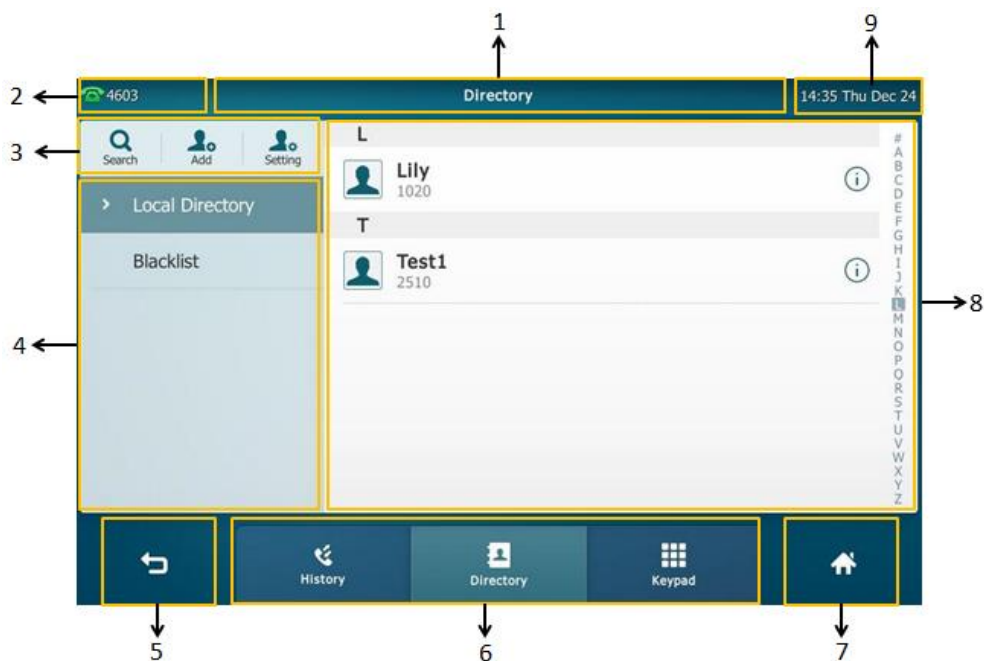 1
9
2
4603
Directory
14:35 Thu Dec 24
3
Search
Add
Setting
L
Lily
1020
Local Directory
T
Blacklist
Test1
2510
#
A
B
C
D
E
F
G
H
I
J
K
L
M
N
O
P
Q
R
S
T
U
V
W
X
Y
Z
8
4
History
Directory
Keypad
5
6
7